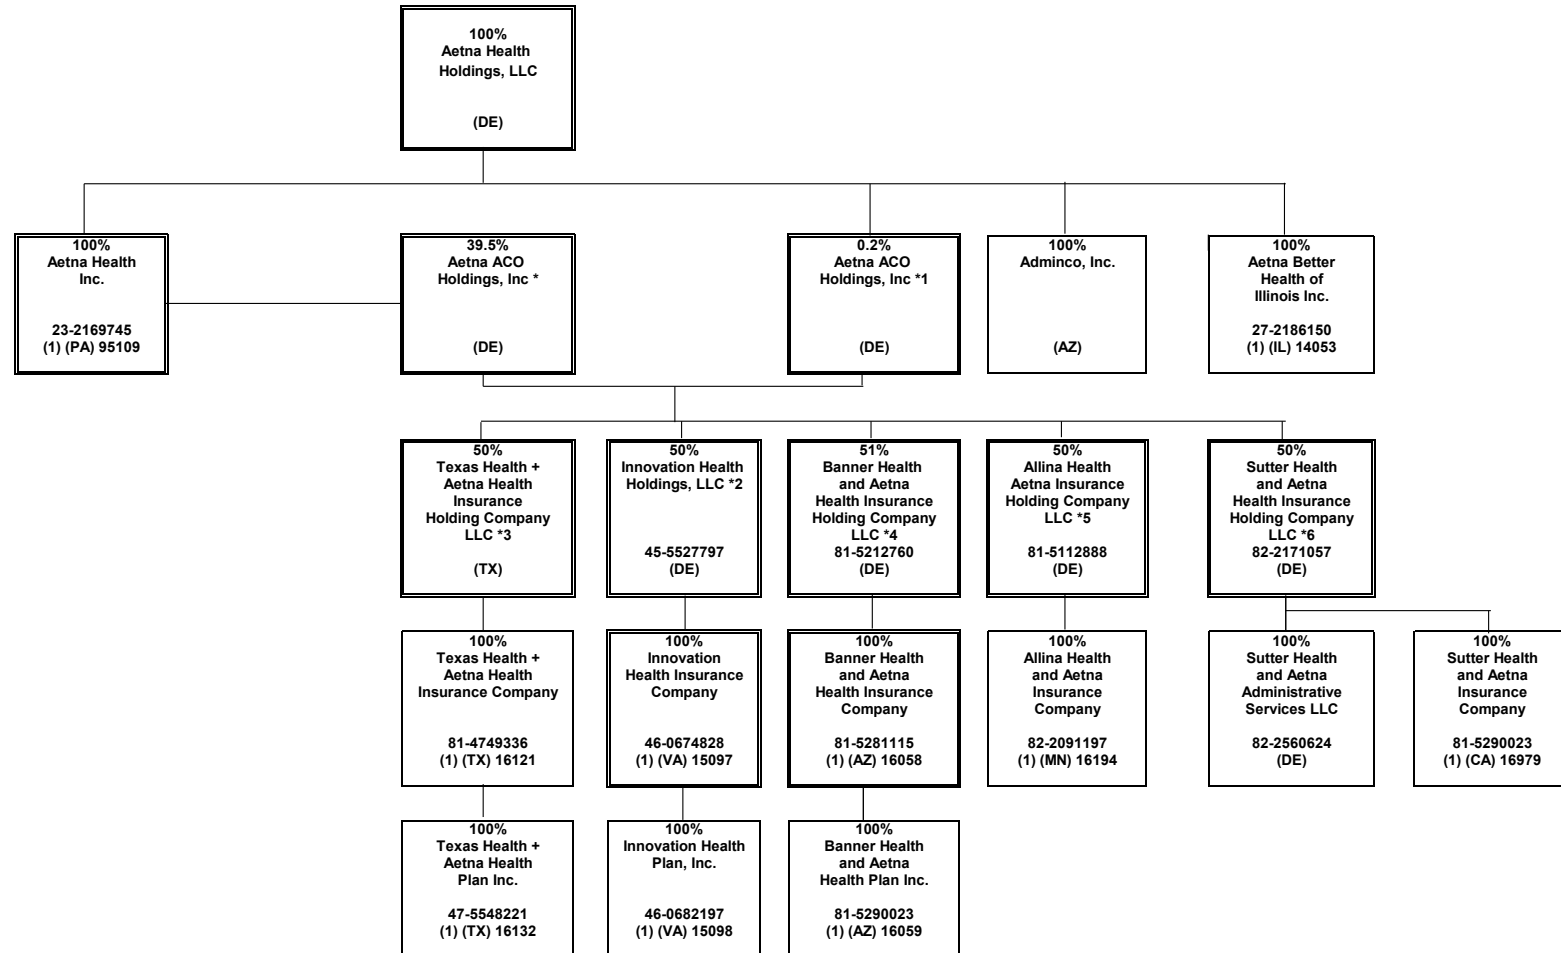 100%
Aetna Health
Holdings, LLC
(DE)
100%
Aetna Health
Inc.
23-2169745
(1) (PA) 95109
39.5%
Aetna ACO
Holdings, Inc *
(DE)
0.2%
Aetna ACO
Holdings, Inc *1
(DE)
100%
Adminco, Inc.
(AZ)
100%
Aetna Better
Health of
Illinois Inc.
27-2186150
(1) (IL) 14053
50%
Texas Health +
Aetna Health
Insurance
Holding Company
LLC *3
(TX)
50%
Innovation Health
Holdings, LLC *2
45-5527797
(DE)
51%
Banner Health
and Aetna
Health Insurance
Holding Company
LLC *4
81-5212760
(DE)
50%
Allina Health
Aetna Insurance
Holding Company
LLC *5
81-5112888
(DE)
50%
Sutter Health
and Aetna
Health Insurance
Holding Company
LLC *6
82-2171057
(DE)
100%
Texas Health +
Aetna Health
Insurance Company
81-4749336
(1) (TX) 16121
100%
Innovation
Health Insurance
Company
46-0674828
(1) (VA) 15097
100%
Banner Health
and Aetna
Health Insurance
Company
81-5281115
(1) (AZ) 16058
100%
Allina Health
and Aetna
Insurance
Company
82-2091197
(1) (MN) 16194
100%
Sutter Health
and Aetna
Administrative
Services LLC
82-2560624
(DE)
100%
Sutter Health
and Aetna
Insurance
Company
81-5290023
(1) (CA) 16979
100%
Texas Health +
Aetna Health
Plan Inc.
47-5548221
(1) (TX) 16132
100%
Innovation Health
Plan, Inc.
46-0682197
(1) (VA) 15098
100%
Banner Health
and Aetna
Health Plan Inc.
81-5290023
(1) (AZ) 16059